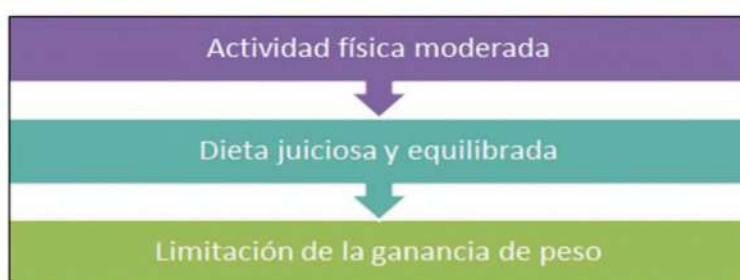 Actividad física moderada
Dieta juiciosa y equilibrada
Limitación de la ganancia de peso